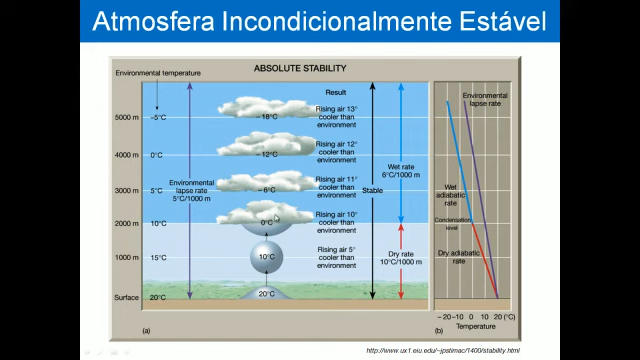 Atmosfera Incondicionalmente Estável
ABSOLUTE STABILITY
Environmental temperature
Result
5000 m
-5°C
-18°C
Rising air 13°
cooler than
environment
4000 m
0°C
-12°C
Rising air 12°
cooler than
environment
Wet rate
6°C/1000 m
3000 m
5°C
Environmental
lapse rate
5°C/1000 m
-6°C
Rising air 11°
cooler than
environment
Stable
2000 m
10°C
0°C
Rising air 10°
cooler than
environment
1000 m
15°C
10°C
Rising air 5°
cooler than
environment
Dry rate
10°C/1000 m
Surface
20°C
20°C
(a)
Environmental
lapse rate
Wet
adiabatic
rate
Condensation
level
Dry adiabatic
rate
-20 -10 0 10 20 (°C)
Temperature
(b)
http://www.ux1.eiu.edu/~jpstimac/1400/stability.html